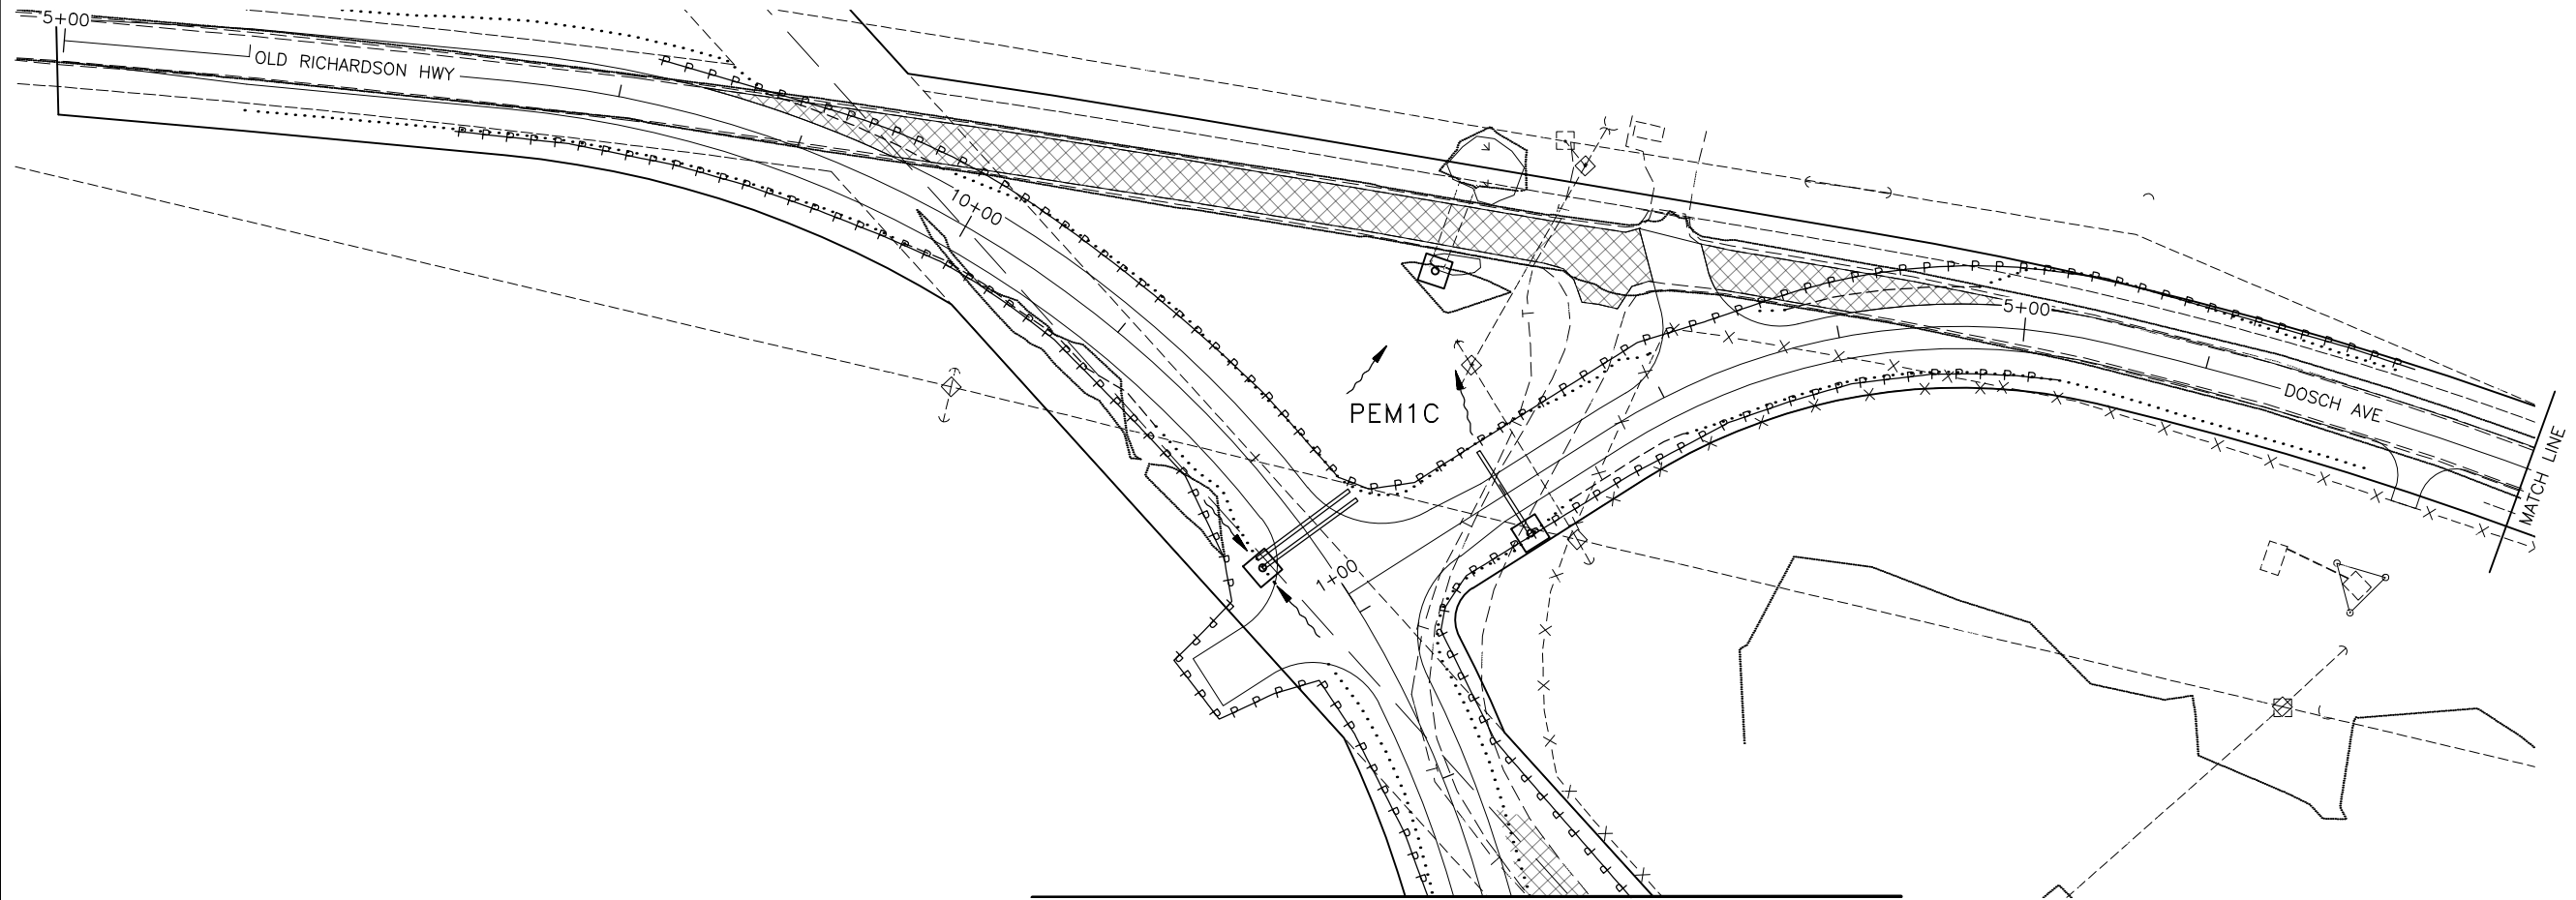 5+00
OLD RICHARDSON HWY
10+00
5+00
DOSCH AVE
MATCH LINE
PEM1C
1+00